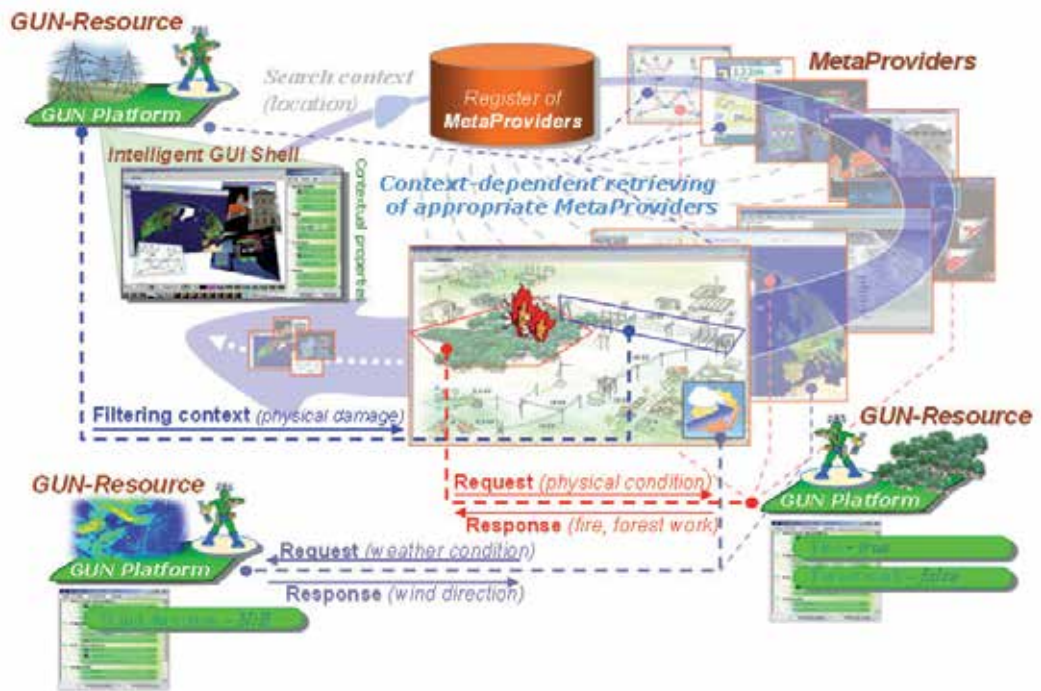 GUN-Resource
GUN Platform
Search context
(location)
Register of
MetaProviders
MetaProviders
Intelligent GUI Shell
Contextual properties
Context-dependent retrieving
of appropriate MetaProviders
Filtering context (physical damage)
GUN-Resource
GUN Platform
Request (physical condition)
Response (fire, forest work)
GUN-Resource
GUN Platform
Request (weather condition)
Response (wind direction)